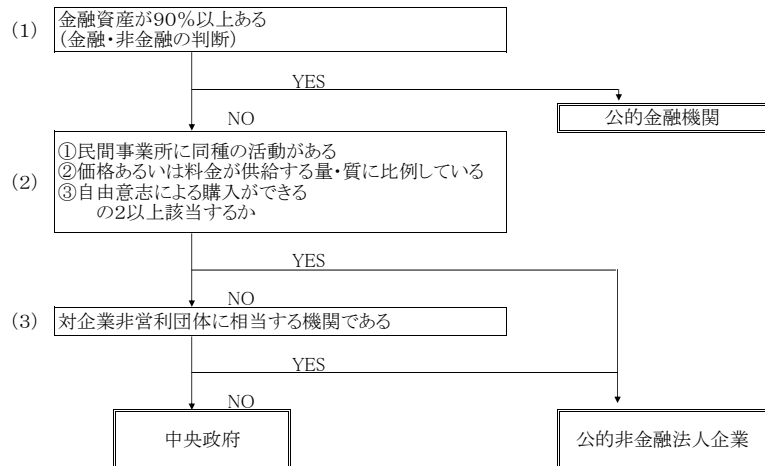 (1)
金融資産が90%以上ある
(金融・非金融の判断)
YES
NO
公的金融機関
(2)
①民間事業所に同種の活動がある
②価格あるいは料金が供給する量・質に比例している
③自由意志による購入ができる
の2以上該当するか
YES
NO
(3)
対企業非営利団体に相当する機関である
YES
NO
中央政府
公的非金融法人企業